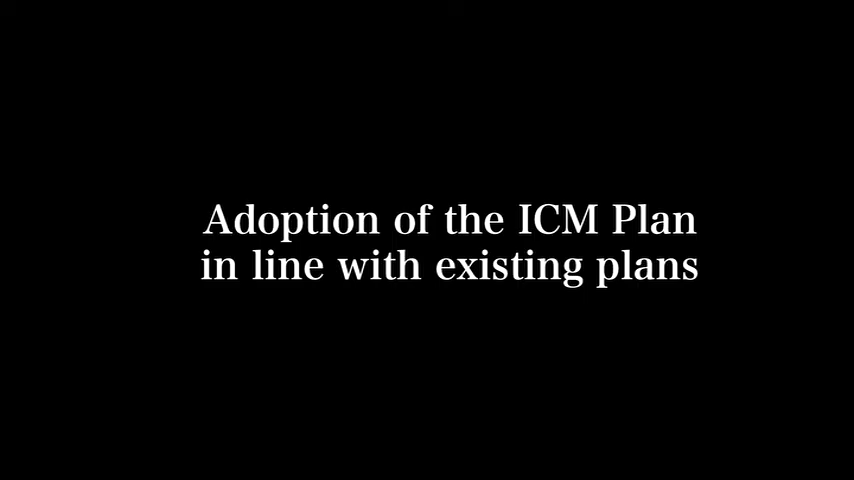 Adoption of the ICM Plan
in line with existing plans